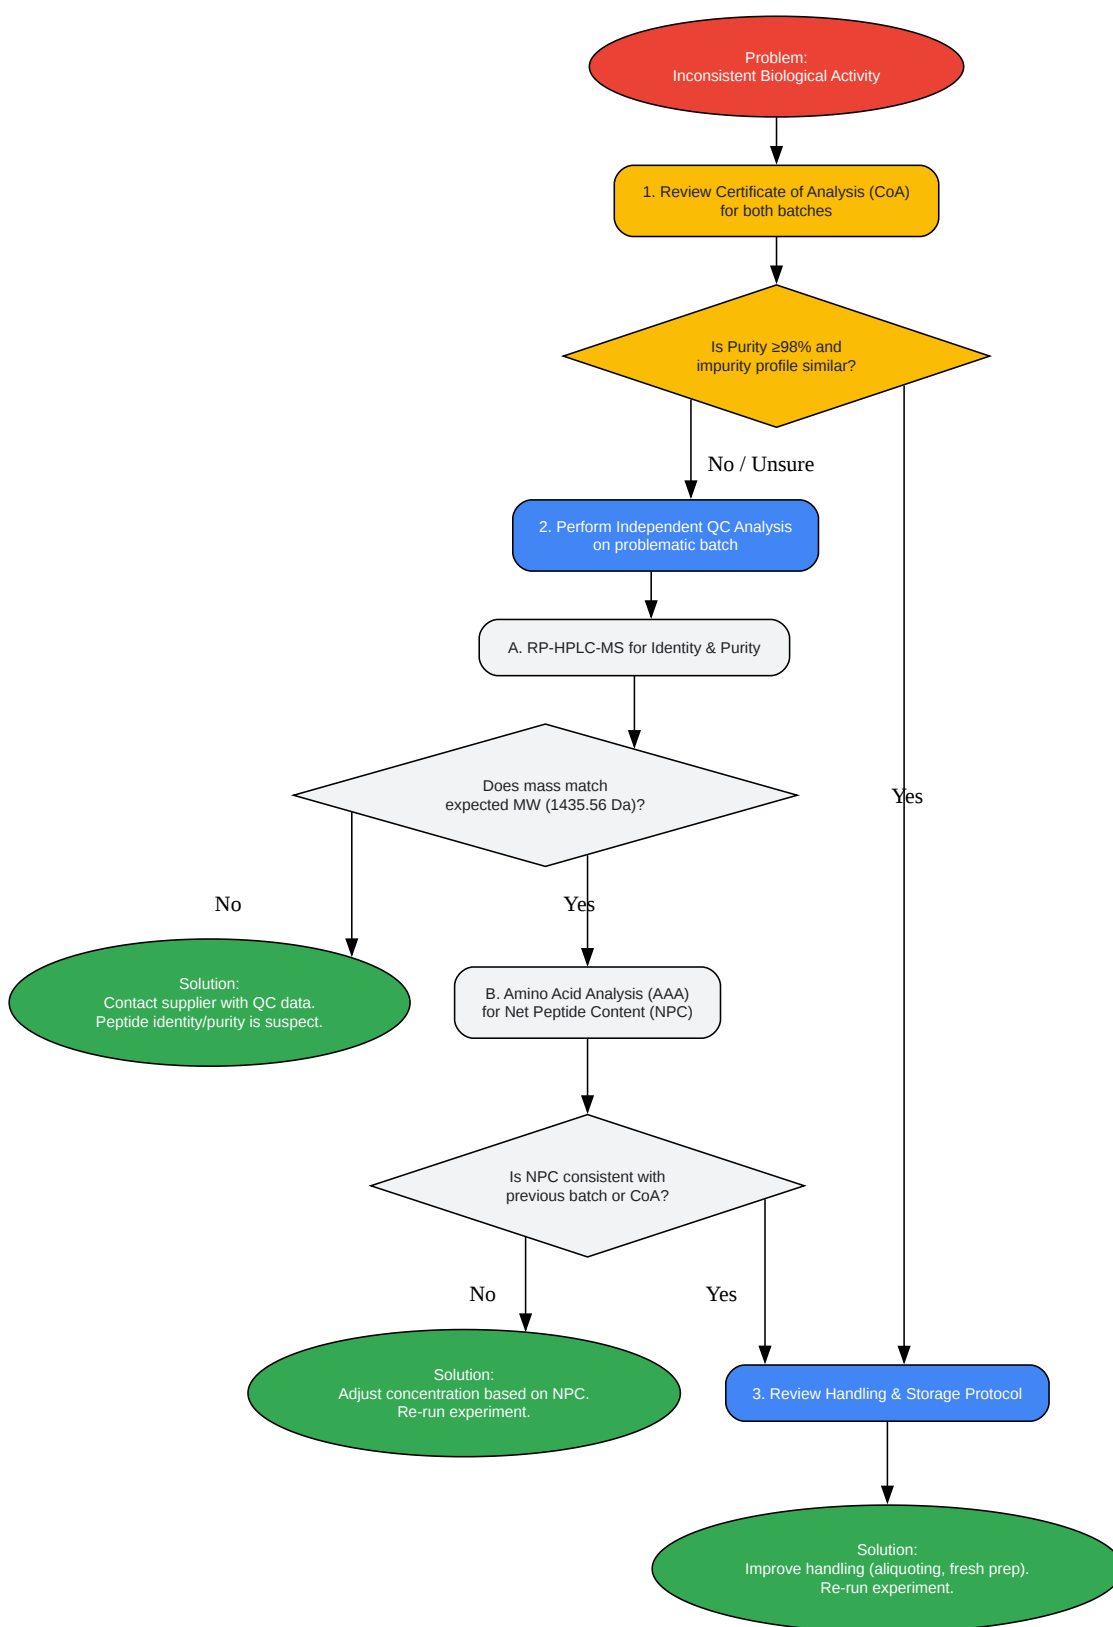 Problem:
Inconsistent Biological Activity
1. Review Certificate of Analysis (CoA)
for both batches
Is Purity ≥98% and
impurity profile similar?
No / Unsure
2. Perform Independent QC Analysis
on problematic batch
A. RP-HPLC-MS for Identity & Purity
Does mass match
expected MW (1435.56 Da)?
Yes
No
Yes
Solution:
Contact supplier with QC data.
Peptide identity/purity is suspect.
B. Amino Acid Analysis (AAA)
for Net Peptide Content (NPC)
Is NPC consistent with
previous batch or CoA?
No
Yes
Solution:
Adjust concentration based on NPC.
Re-run experiment.
3. Review Handling & Storage Protocol
Solution:
Improve handling (aliquoting, fresh prep).
Re-run experiment.